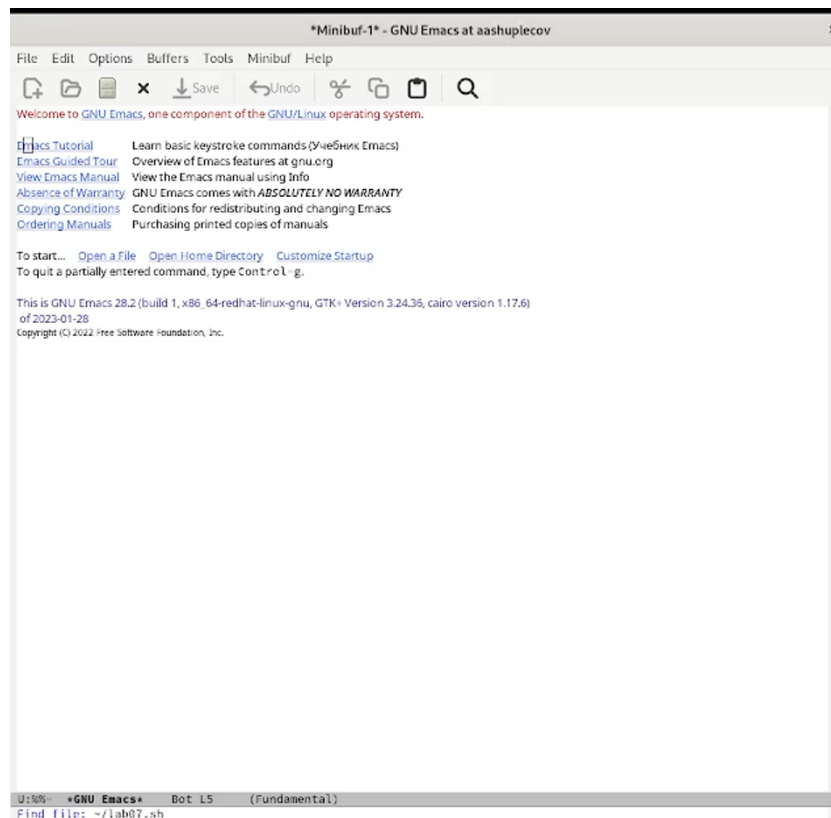 *Minibuf-1* - GNU Emacs at aashuplecov
File Edit Options Buffers Tools Minibuf Help
Save Undo
Welcome to GNU Emacs, one component of the GNU/Linux operating system.
Emacs Tutorial Learn basic keystroke commands (Учебник Emacs)
Emacs Guided Tour Overview of Emacs features at gnu.org
View Emacs Manual View the Emacs manual using Info
Absence of Warranty GNU Emacs comes with ABSOLUTELY NO WARRANTY
Copying Conditions Conditions for redistributing and changing Emacs
Ordering Manuals Purchasing printed copies of manuals
To start... Open a File Open Home Directory Customize Startup
To quit a partially entered command, type Control-g.
This is GNU Emacs 28.2 (build 1, x86_64-redhat-linux-gnu, GTK+ Version 3.24.36, cairo version 1.17.6)
of 2023-01-28
Copyright (C) 2022 Free Software Foundation, Inc.
U:%%- *GNU Emacs* Bot L5 (Fundamental)
Find file: ~/lab07.sh